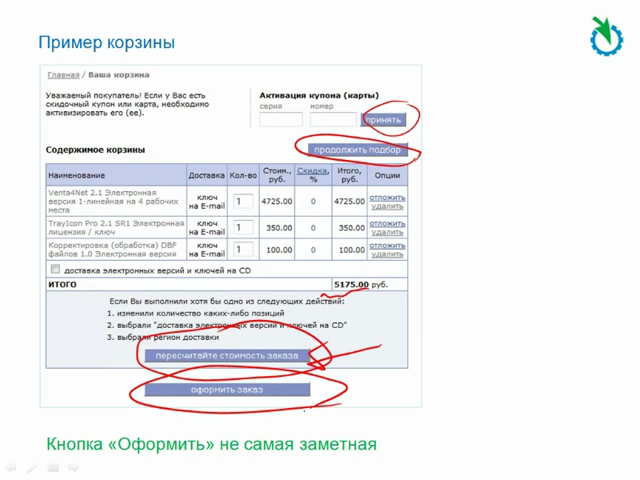 Пример корзины
Главная / Ваша корзина
Уважаемый покупатель! Если у Вас есть
скидочный купон или карта, необходимо
активизировать его (ее).
Активация купона (карты)
серия номер
принять
Содержимое корзины
продолжить подбор
Наименование Доставка Кол-во Стоим., руб. Скидка, % Итого, руб. Опции
Venta4Net 2.1 Электронная
версия 1-линейная на 4 рабочих
места
ключ
на E-mail
1 4725.00 0 4725.00 отложить
удалить
TrayIcon Pro 2.1 SR1 Электронная
лицензия / ключ
ключ
на E-mail
1 350.00 0 350.00 отложить
удалить
Корректировка (обработка) DBF
файлов 1.0 Электронная версия
ключ
на E-mail
1 100.00 0 100.00 отложить
удалить
доставка электронных версий и ключей на CD
ИТОГО 5175.00 руб.
Если Вы выполнили хотя бы одно из следующих действий:
1. изменили количество каких-либо позиций
2. выбрали "доставка электронных версий и ключей на CD"
3. выбрали регион доставки
пересчитайте стоимость заказа
оформить заказ
Кнопка «Оформить» не самая заметная